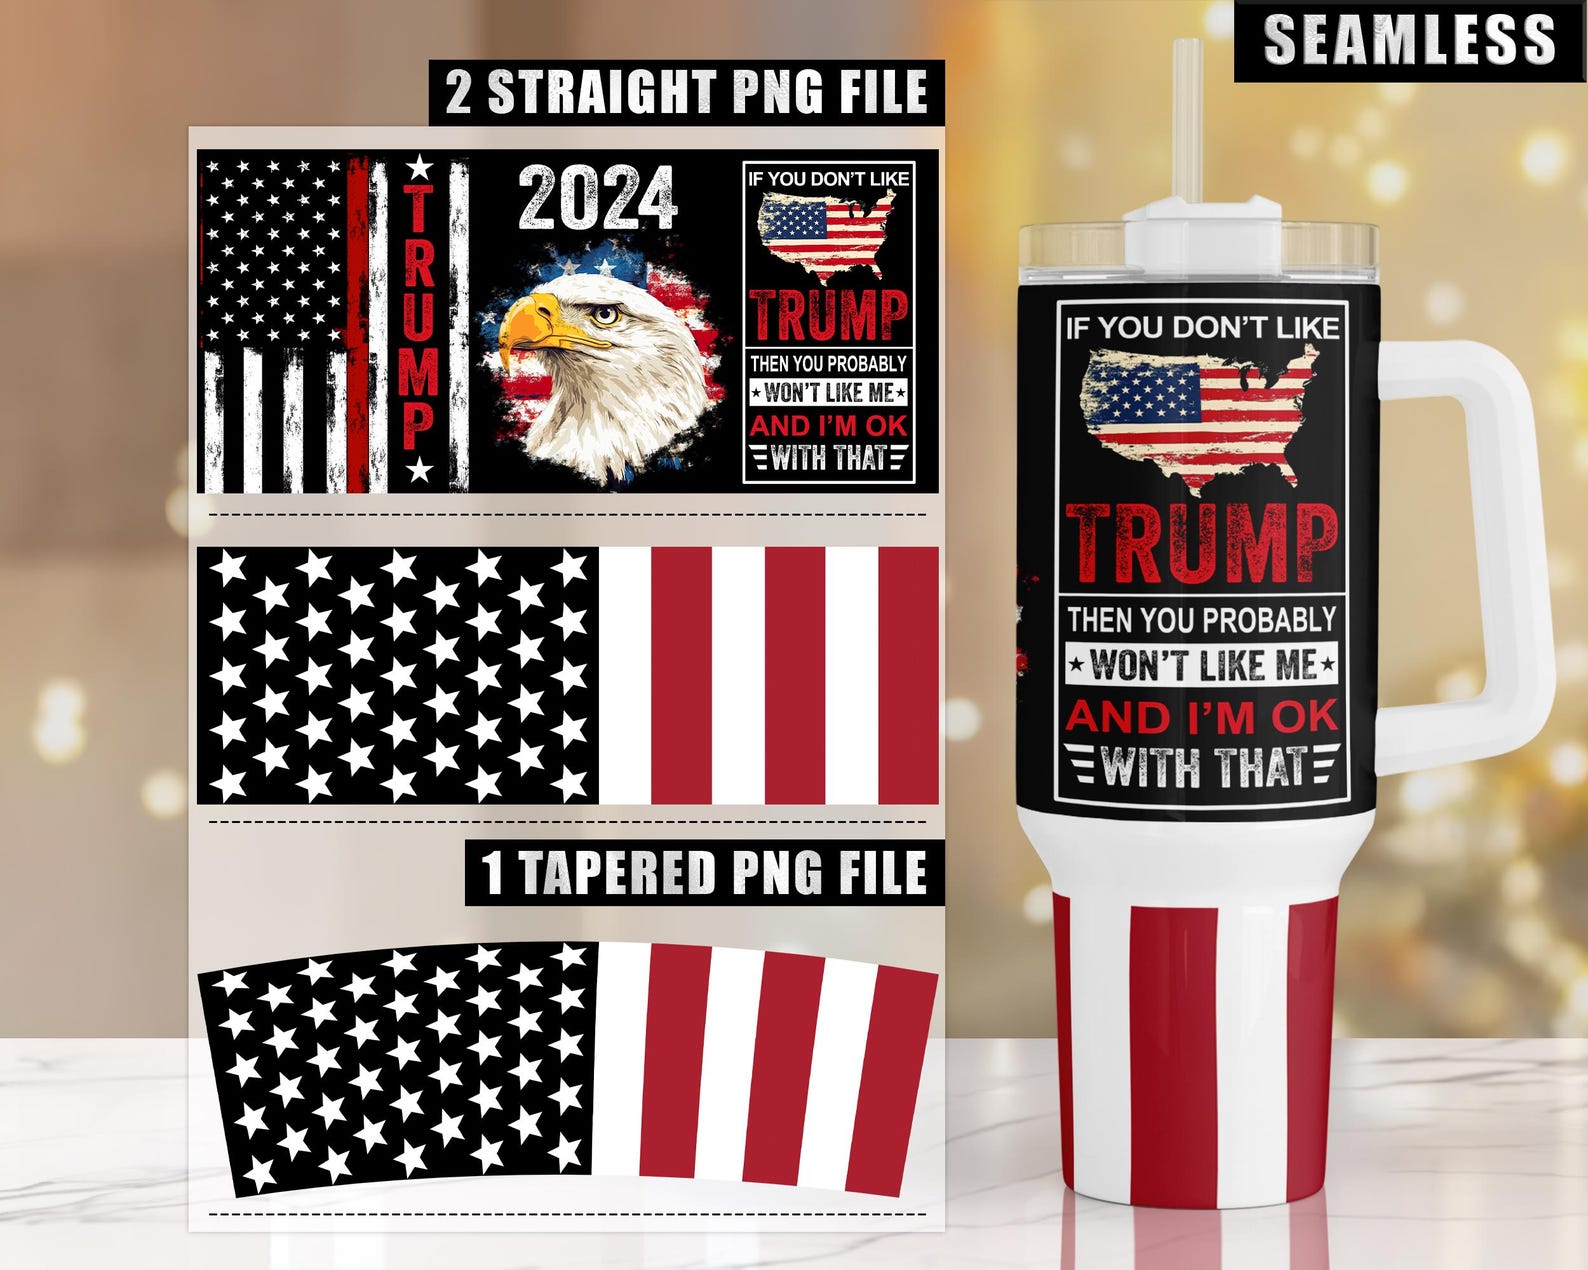 SEAMLESS
2 STRAIGHT PNG FILE
TRUMP
2024
IF YOU DON'T LIKE
TRUMP
THEN YOU PROBABLY
WON'T LIKE ME
AND I'M OK
WITH THAT
1 TAPERED PNG FILE
IF YOU DON'T LIKE
TRUMP
THEN YOU PROBABLY
WON'T LIKE ME
AND I'M OK
WITH THAT